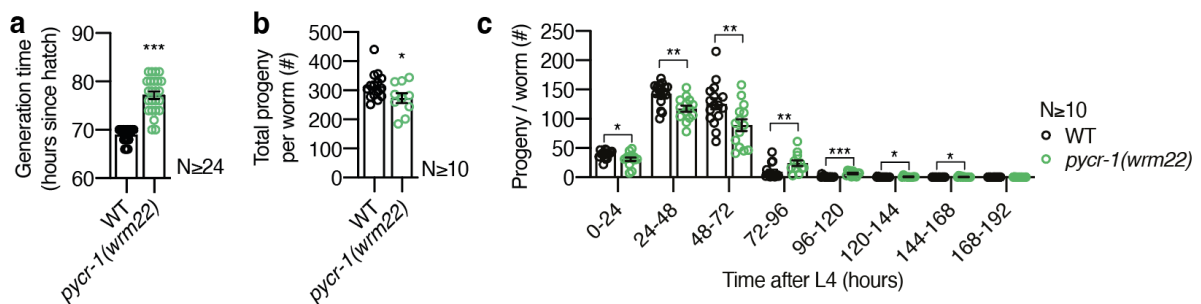 a
Generation time
(hours since hatch)
90
80
70
60
***
N≥24
WT
pycr-1(wrm22)
b
Total progeny
per worm (#)
500
400
300
200
100
0
*
N≥10
WT
pycr-1(wrm22)
c
Progeny / worm (#)
250
200
150
100
50
0
*
**
**
**
***
*
*
0-24
24-48
48-72
72-96
96-120
120-144
144-168
168-192
Time after L4 (hours)
N≥10
WT
pycr-1(wrm22)